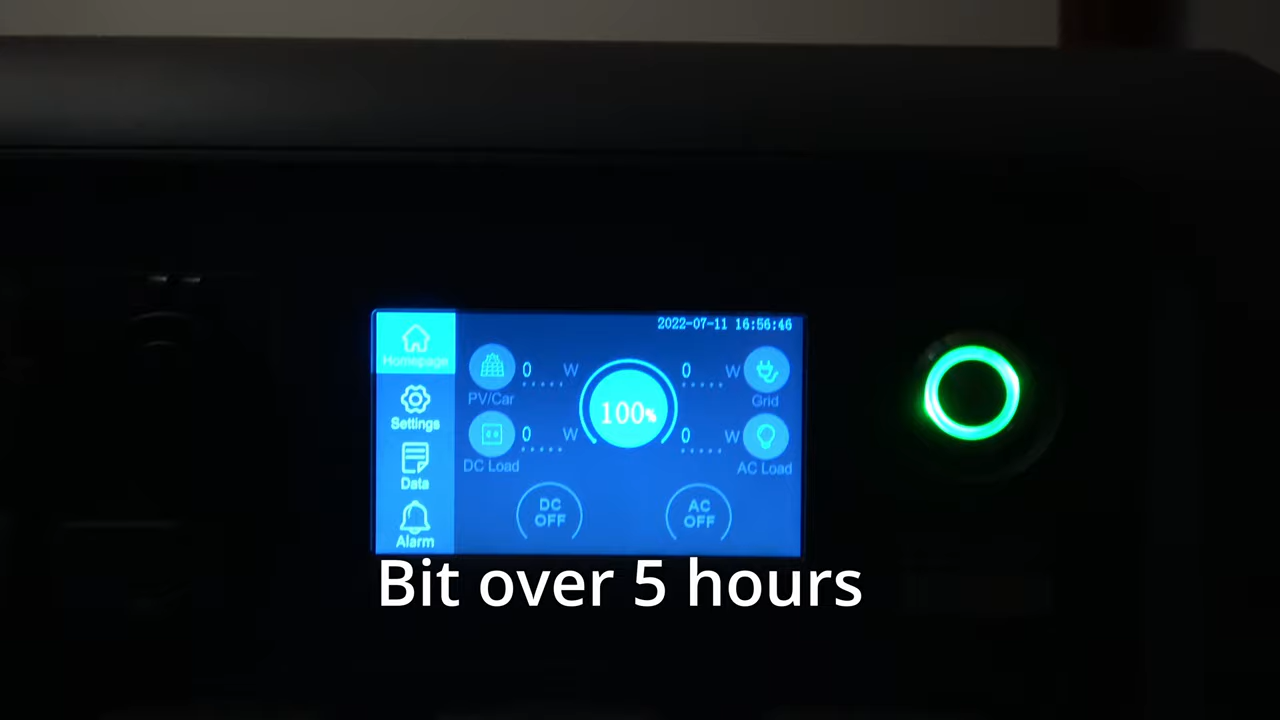 2022-07-11 16:56:46
Homepage
Settings
Data
Alarm
0 W
PV/Car
0 W
DC Load
100%
0 W
Grid
0 W
AC Load
DC
OFF
AC
OFF
Bit over 5 hours